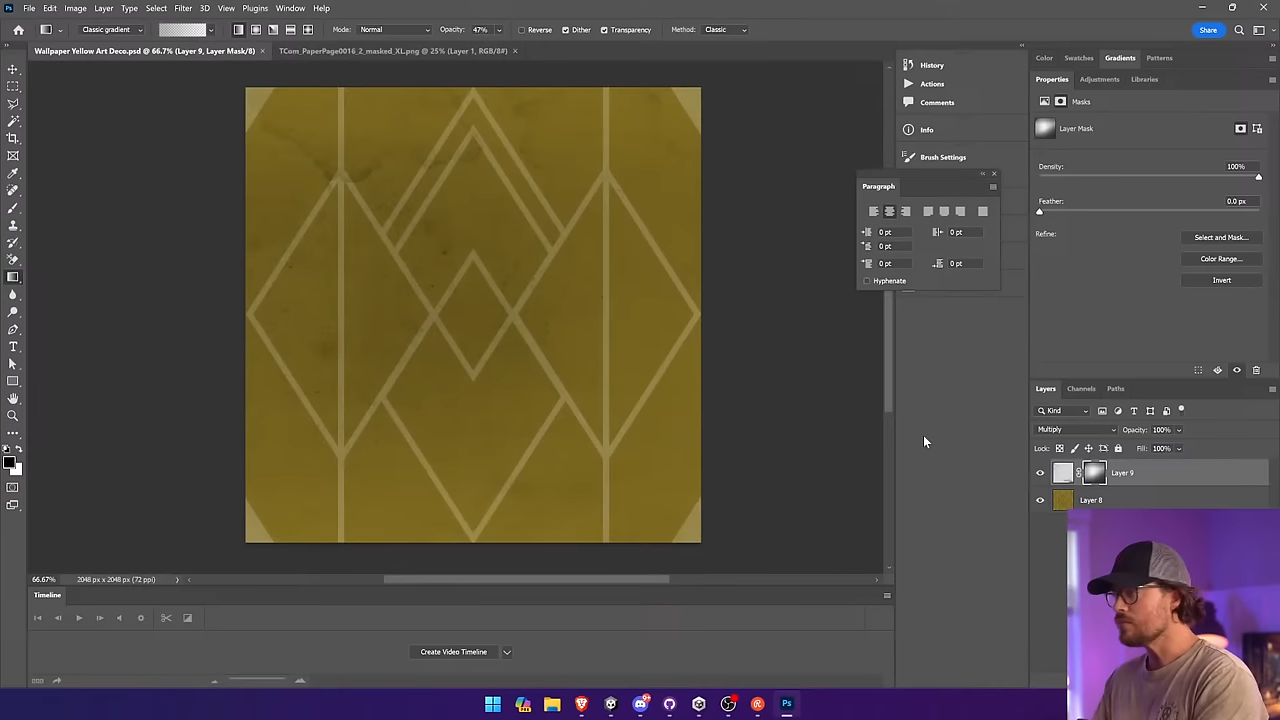 File Edit Image Layer Type Select Filter 3D View Plugins Window Help
Classic gradient Mode: Normal Opacity: 47% Reverse Dither Transparency Method: Classic Share
Wallpaper Yellow Art Deco.psd @ 66.7% (Layer 9, Layer Mask/8) × TCom_PaperPage0016_2_masked_XL.png @ 25% (Layer 1, RGB/8#) ×
History
Actions
Comments
Info
Brush Settings
Paragraph
0 pt 0 pt
0 pt
0 pt 0 pt
Hyphenate
Color Swatches Gradients Patterns
Properties Adjustments Libraries
Masks
Layer Mask
Density: 100%
Feather: 0.0 px
Refine: Select and Mask...
Color Range...
Invert
Layers Channels Paths
Kind
Multiply Opacity: 100%
Lock: Fill: 100%
Layer 9
Layer 8
66.67% 2048 px x 2048 px (72 ppi)
Timeline
Create Video Timeline
Ps